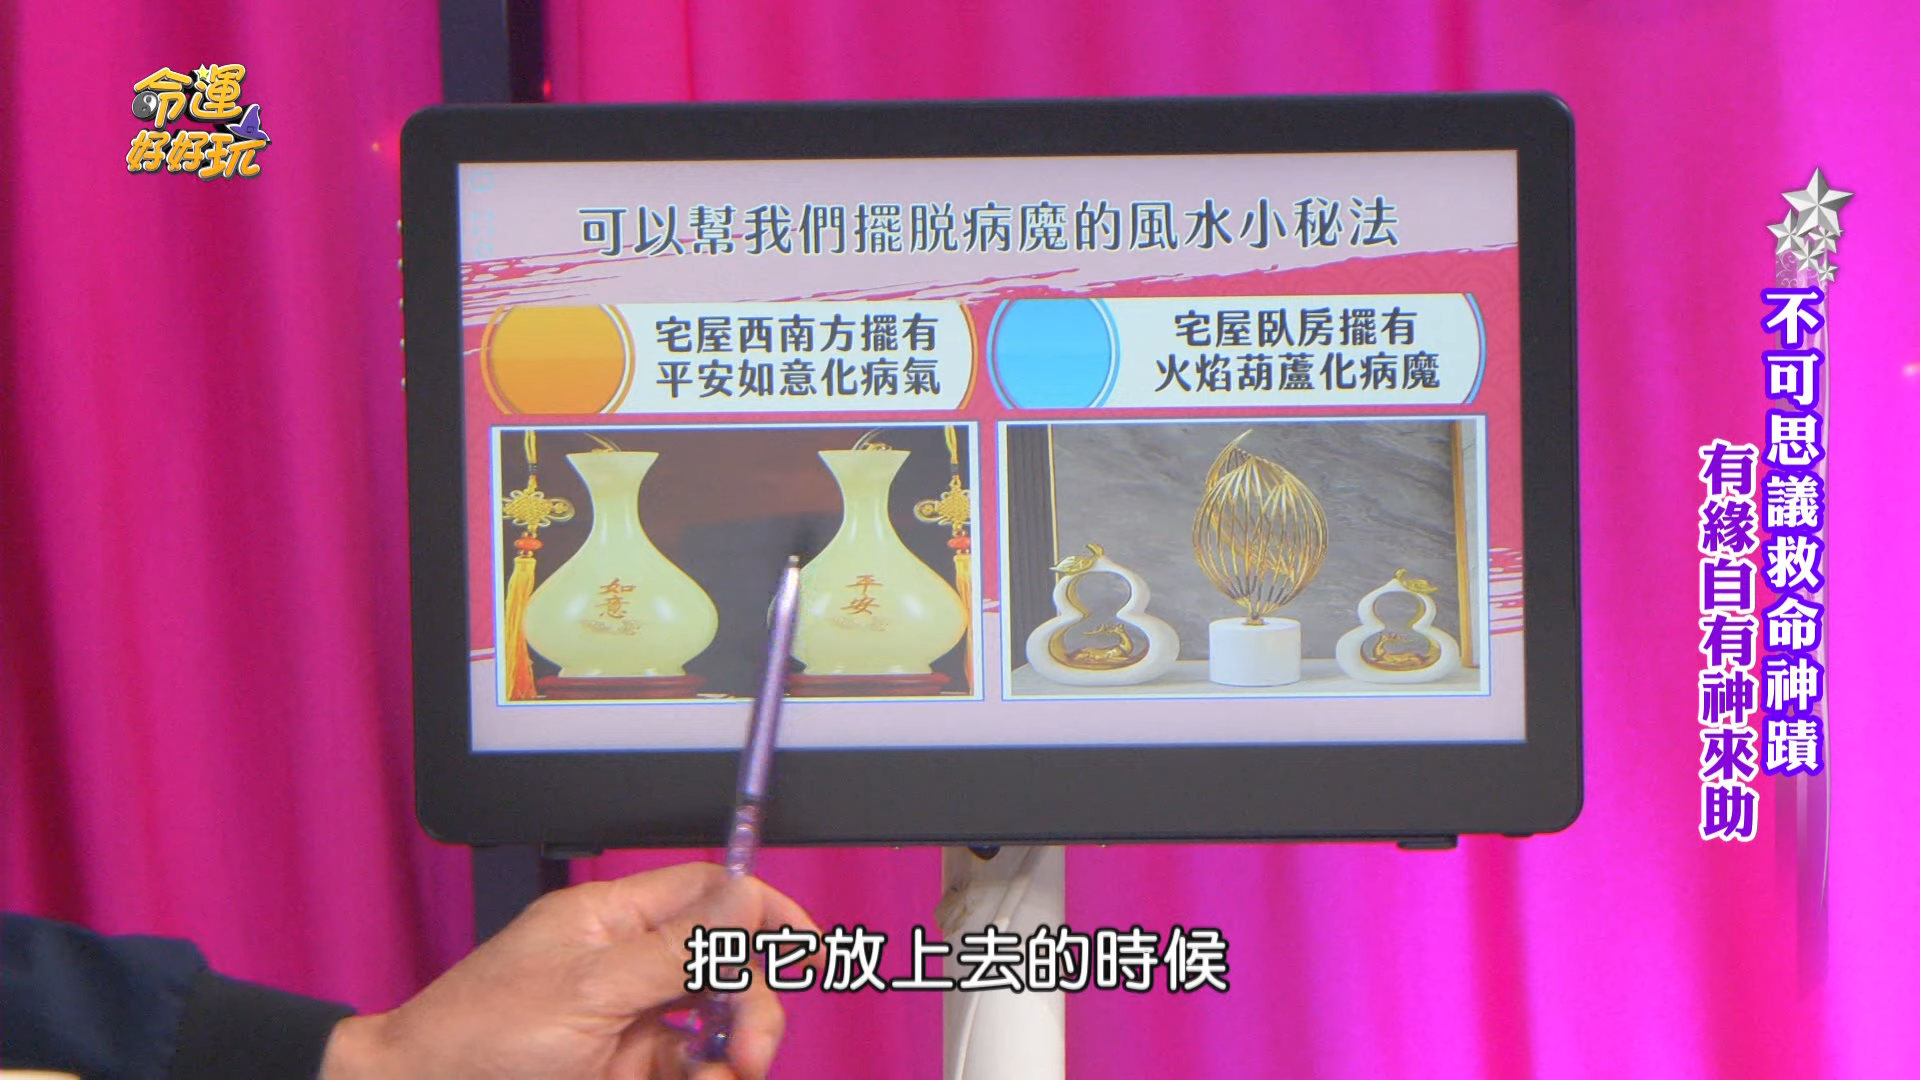 命運
好好玩
可以幫我們擺脫病魔的風水小秘法
宅屋西南方擺有
平安如意化病氣
宅屋臥房擺有
火焰葫蘆化病魔
如意
平安
不可思議救命神蹟
有緣自有神來助
把它放上去的時候